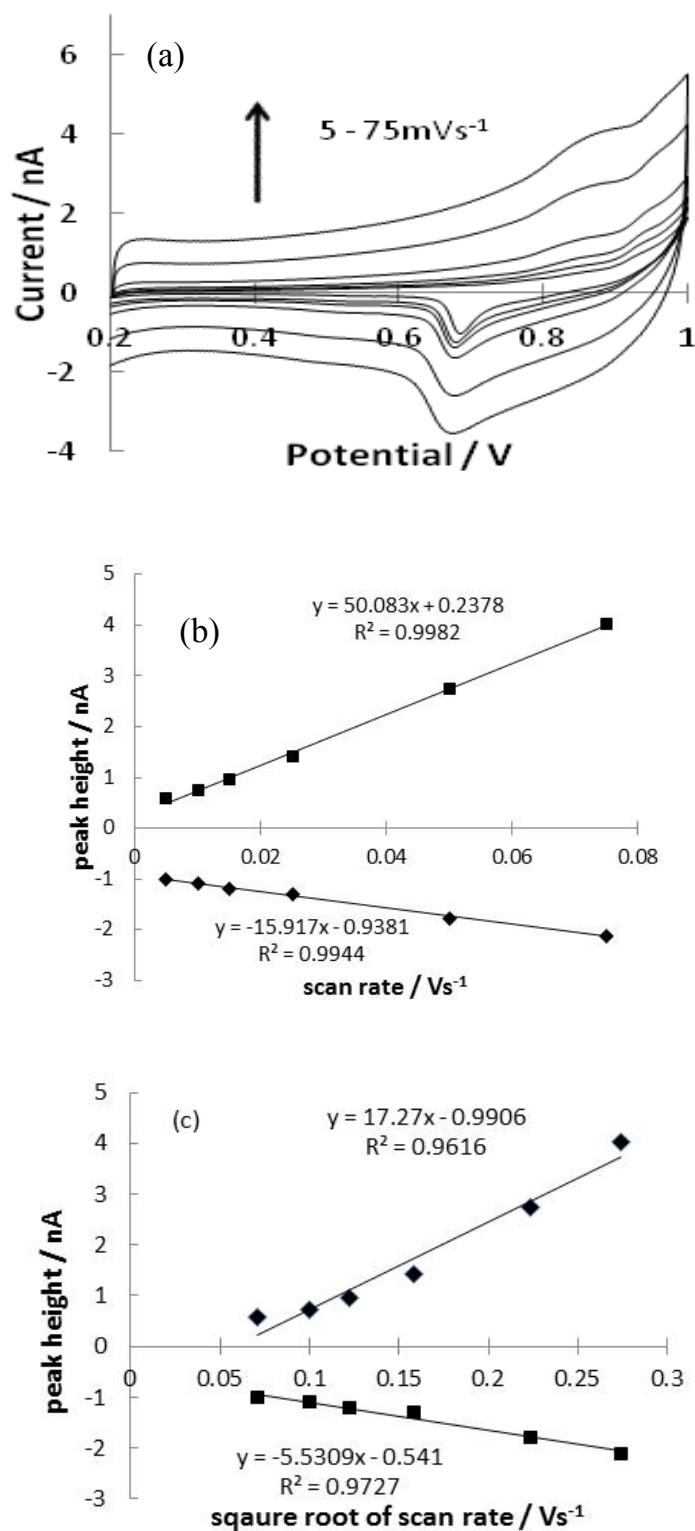 (a)
6
4
2
0
-2
-4
Current / nA
5 - 75mVs⁻¹
0.2 0.4 0.6 0.8 1
Potential / V
(b)
5
4
3
2
1
0
-1
-2
-3
peak height / nA
y = 50.083x + 0.2378
R² = 0.9982
0 0.02 0.04 0.06 0.08
y = -15.917x - 0.9381
R² = 0.9944
scan rate / Vs⁻¹
(c)
5
4
3
2
1
0
-1
-2
-3
peak height / nA
y = 17.27x - 0.9906
R² = 0.9616
0 0.05 0.1 0.15 0.2 0.25 0.3
y = -5.5309x - 0.541
R² = 0.9727
sqaure root of scan rate / Vs⁻¹